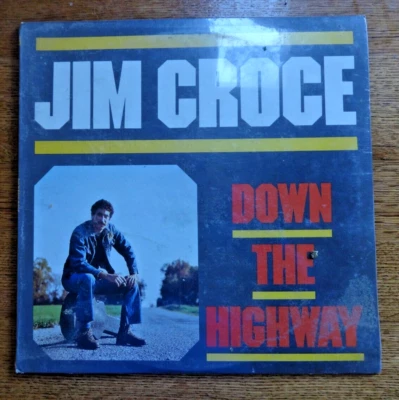 JIM CROCE
DOWN
THE
HIGHWAY